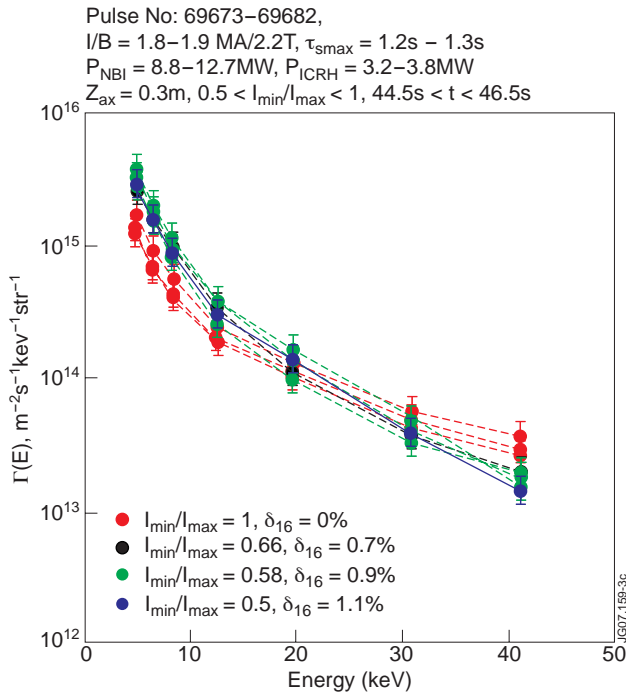 Pulse No: 69673–69682,
I/B = 1.8–1.9 MA/2.2T, τsmax = 1.2s – 1.3s
PNBI = 8.8–12.7MW, PICRH = 3.2–3.8MW
Zax = 0.3m, 0.5 < Imin/Imax < 1, 44.5s < t < 46.5s
10^16
10^15
10^14
10^13
10^12
Γ(E), m−2s−1kev−1str−1
Imin/Imax = 1, δ16 = 0%
Imin/Imax = 0.66, δ16 = 0.7%
Imin/Imax = 0.58, δ16 = 0.9%
Imin/Imax = 0.5, δ16 = 1.1%
0 10 20 30 40 50
Energy (keV)
JG07.159-3c